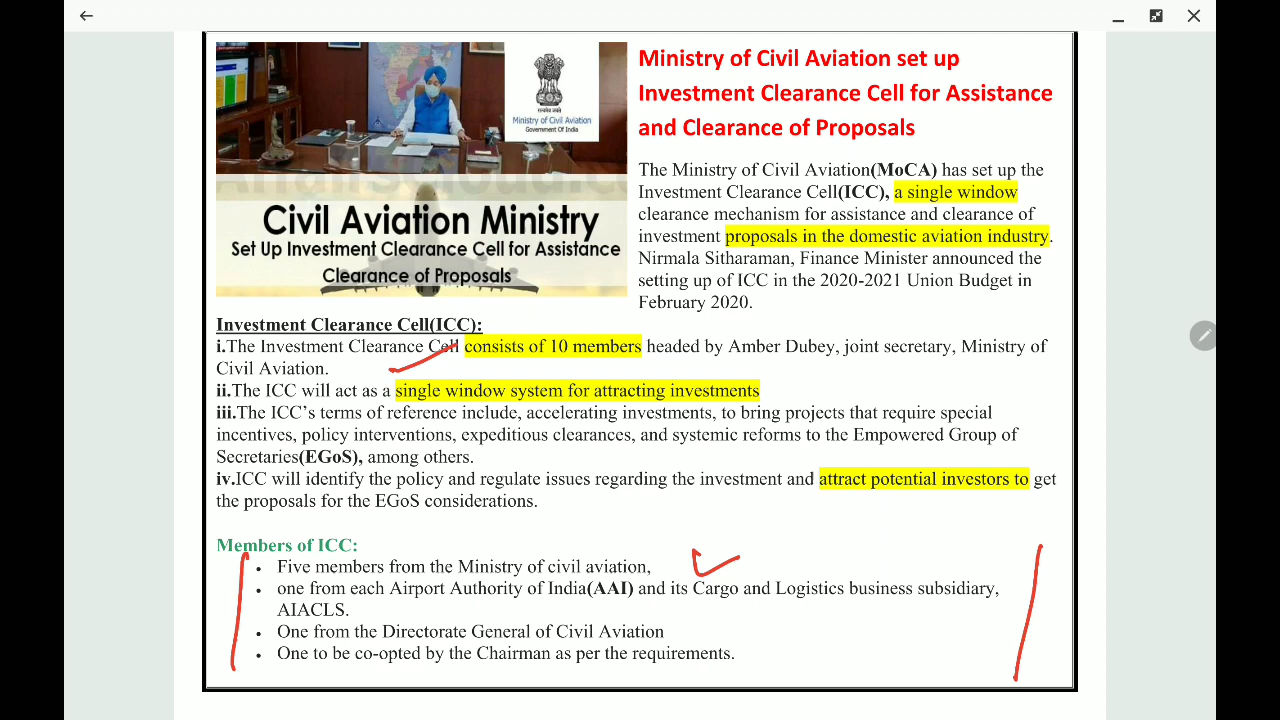 Ministry of Civil Aviation set up
Investment Clearance Cell for Assistance
and Clearance of Proposals
Ministry of Civil Aviation
Government Of India
Civil Aviation Ministry
Set Up Investment Clearance Cell for Assistance
Clearance of Proposals
The Ministry of Civil Aviation(MoCA) has set up the
Investment Clearance Cell(ICC), a single window
clearance mechanism for assistance and clearance of
investment proposals in the domestic aviation industry.
Nirmala Sitharaman, Finance Minister announced the
setting up of ICC in the 2020-2021 Union Budget in
February 2020.
Investment Clearance Cell(ICC):
i.The Investment Clearance Cell consists of 10 members headed by Amber Dubey, joint secretary, Ministry of
Civil Aviation.
ii.The ICC will act as a single window system for attracting investments
iii.The ICC's terms of reference include, accelerating investments, to bring projects that require special
incentives, policy interventions, expeditious clearances, and systemic reforms to the Empowered Group of
Secretaries(EGoS), among others.
iv.ICC will identify the policy and regulate issues regarding the investment and attract potential investors to get
the proposals for the EGoS considerations.
Members of ICC:
• Five members from the Ministry of civil aviation,
• one from each Airport Authority of India(AAI) and its Cargo and Logistics business subsidiary,
AIACLS.
• One from the Directorate General of Civil Aviation
• One to be co-opted by the Chairman as per the requirements.